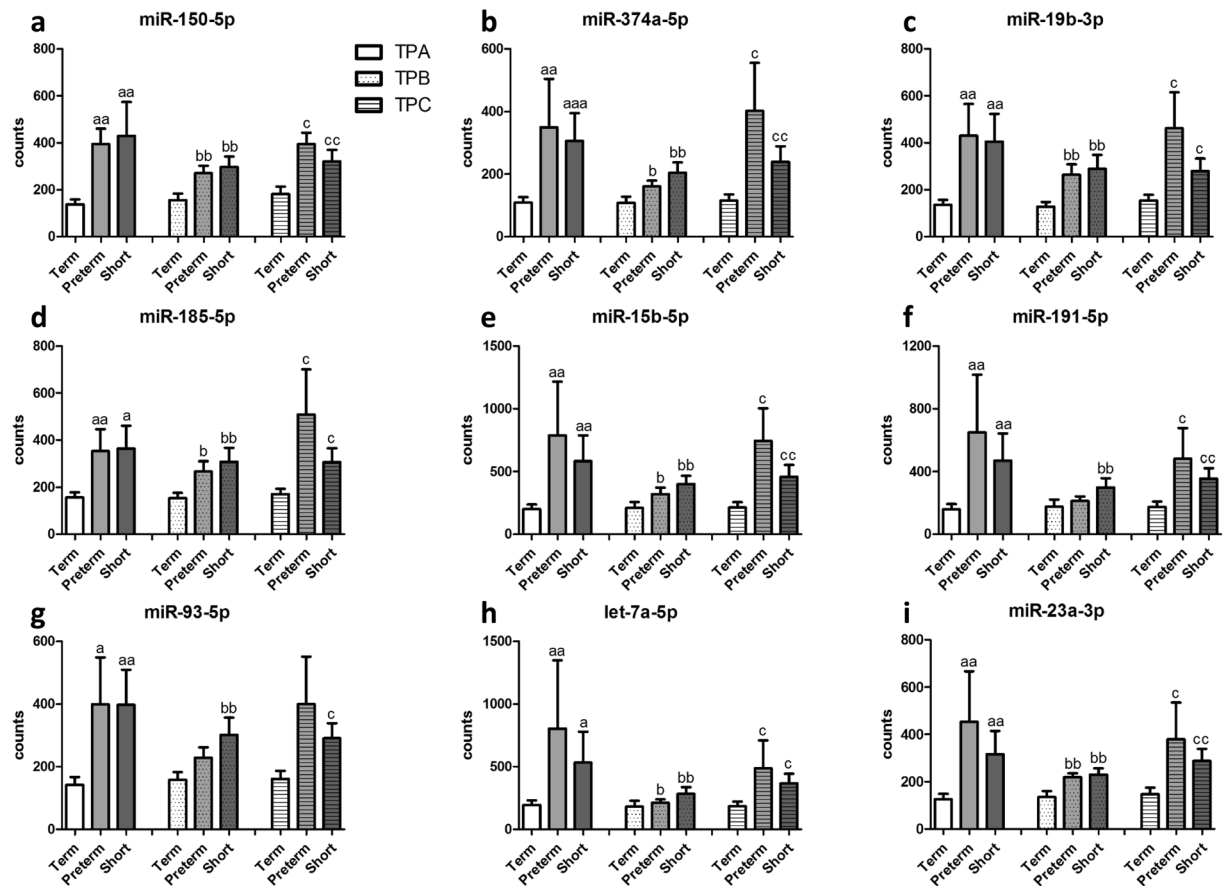 a miR-150-5p
800
600
400
200
0
counts
aa aa bb bb c cc
Term Preterm Short Term Preterm Short Term Preterm Short
TPA
TPB
TPC
b miR-374a-5p
600
400
200
0
counts
aa aaa b bb c cc
Term Preterm Short Term Preterm Short Term Preterm Short
c miR-19b-3p
800
600
400
200
0
counts
aa aa bb bb c c
Term Preterm Short Term Preterm Short Term Preterm Short
d miR-185-5p
800
600
400
200
0
counts
aa a b bb c c
Term Preterm Short Term Preterm Short Term Preterm Short
e miR-15b-5p
1500
1000
500
0
counts
aa aa b bb c cc
Term Preterm Short Term Preterm Short Term Preterm Short
f miR-191-5p
1200
800
400
0
counts
aa aa bb c cc
Term Preterm Short Term Preterm Short Term Preterm Short
g miR-93-5p
600
400
200
0
counts
a aa bb c
Term Preterm Short Term Preterm Short Term Preterm Short
h let-7a-5p
1500
1000
500
0
counts
aa a b bb c c
Term Preterm Short Term Preterm Short Term Preterm Short
i miR-23a-3p
800
600
400
200
0
counts
aa aa bb bb c cc
Term Preterm Short Term Preterm Short Term Preterm Short